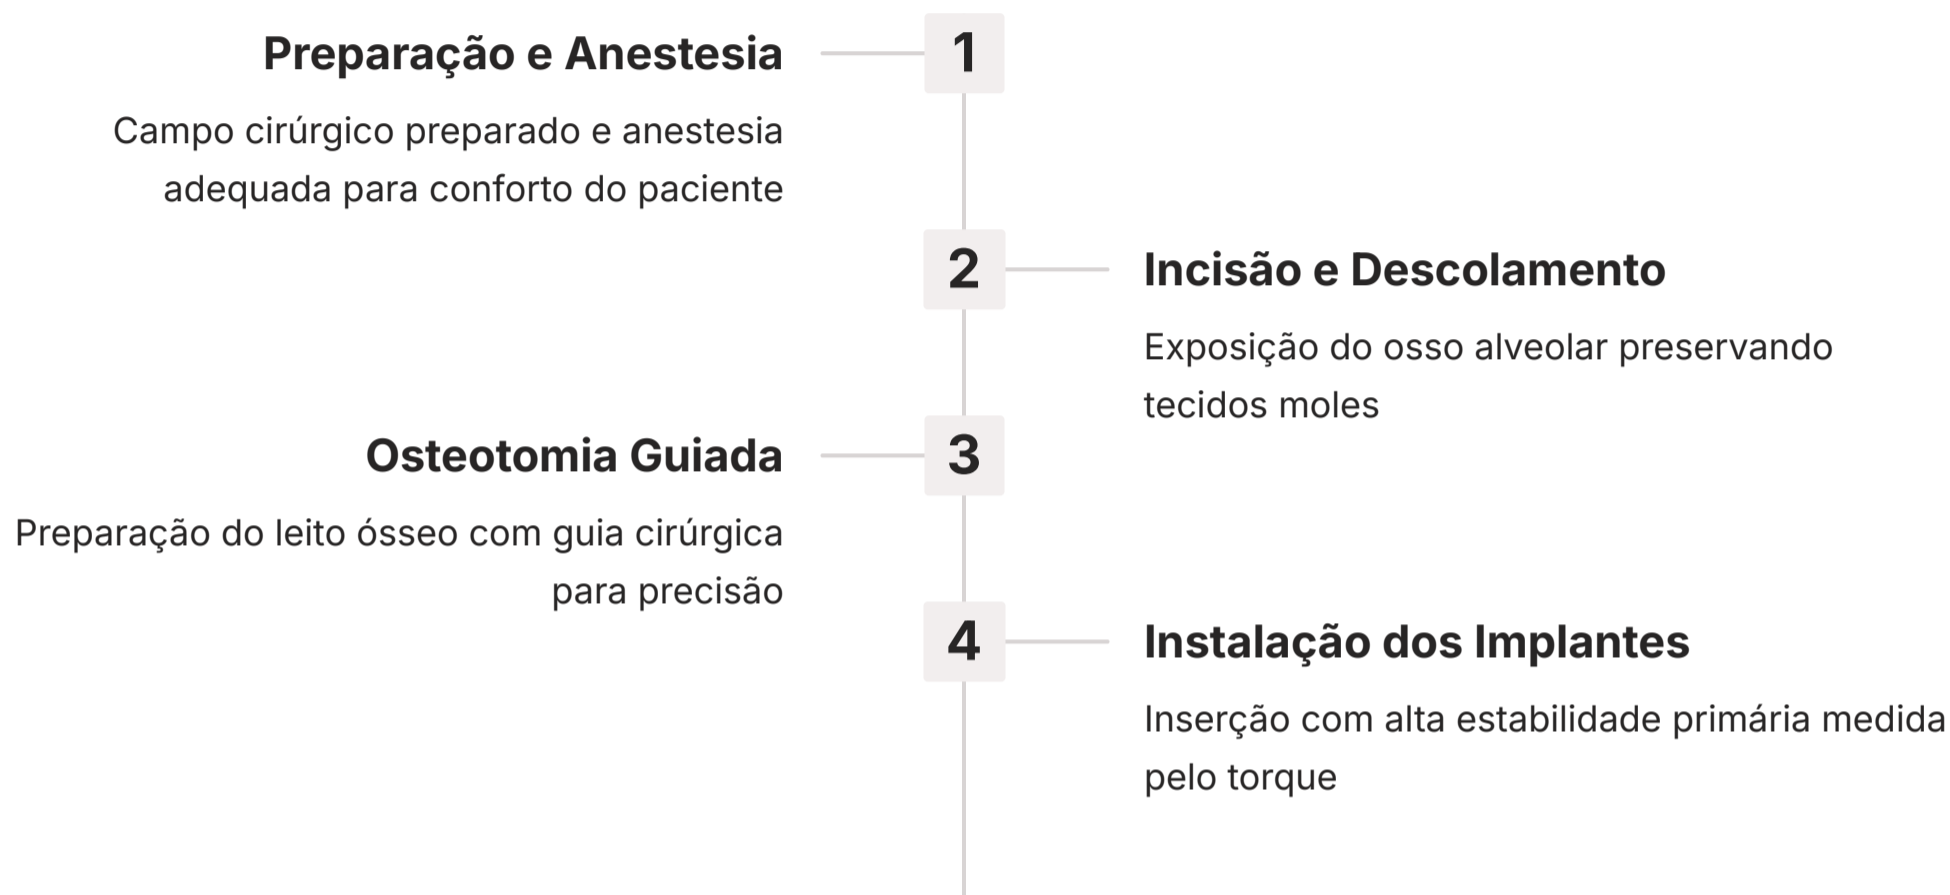 1
Preparação e Anestesia
Campo cirúrgico preparado e anestesia
adequada para conforto do paciente
2
Incisão e Descolamento
Exposição do osso alveolar preservando
tecidos moles
3
Osteotomia Guiada
Preparação do leito ósseo com guia cirúrgica
para precisão
4
Instalação dos Implantes
Inserção com alta estabilidade primária medida
pelo torque